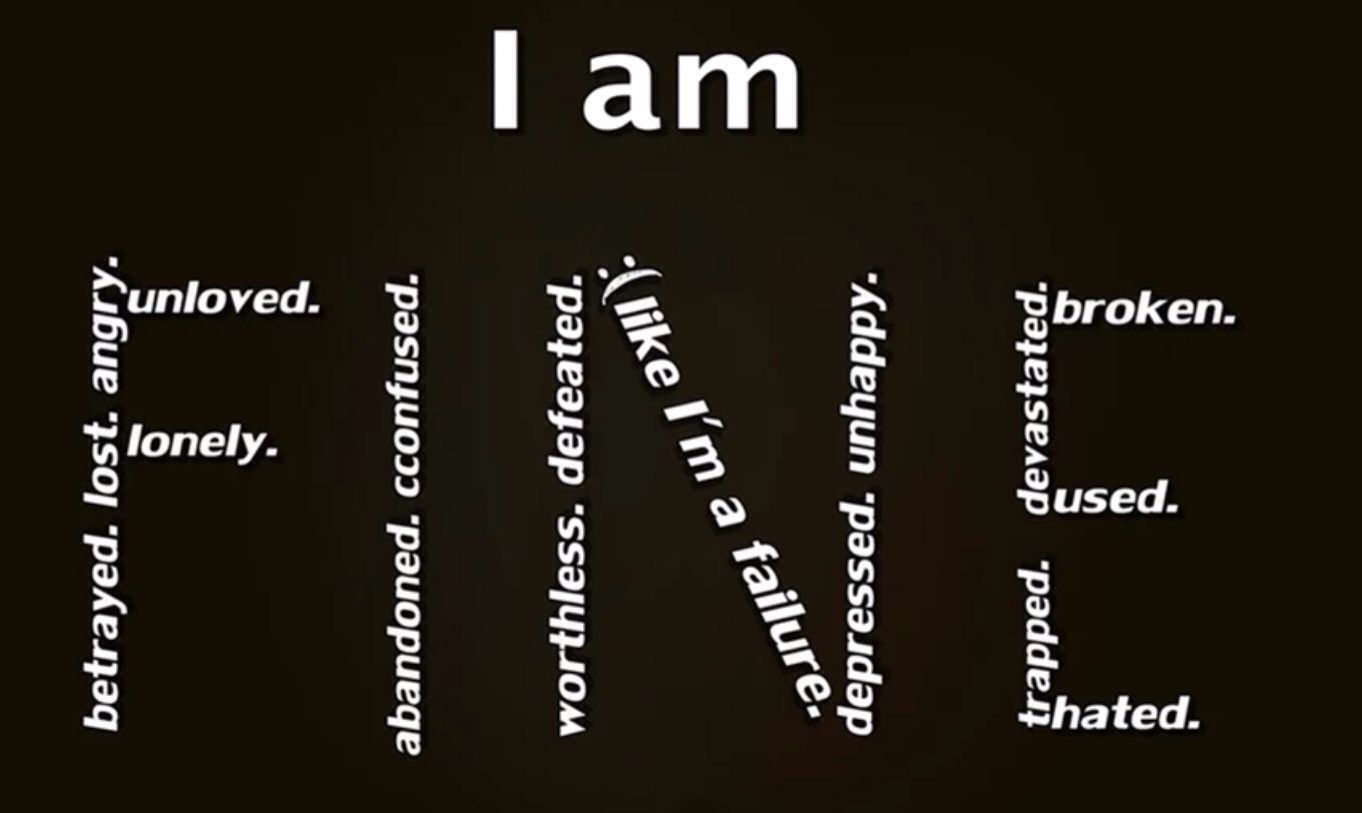 I am
betrayed. lost. angry.
unloved.
lonely.
abandoned. cconfused.
worthless. defeated.
:( like I'm a failure.
depressed. unhappy.
trapped. devastated.
broken.
used.
hated.